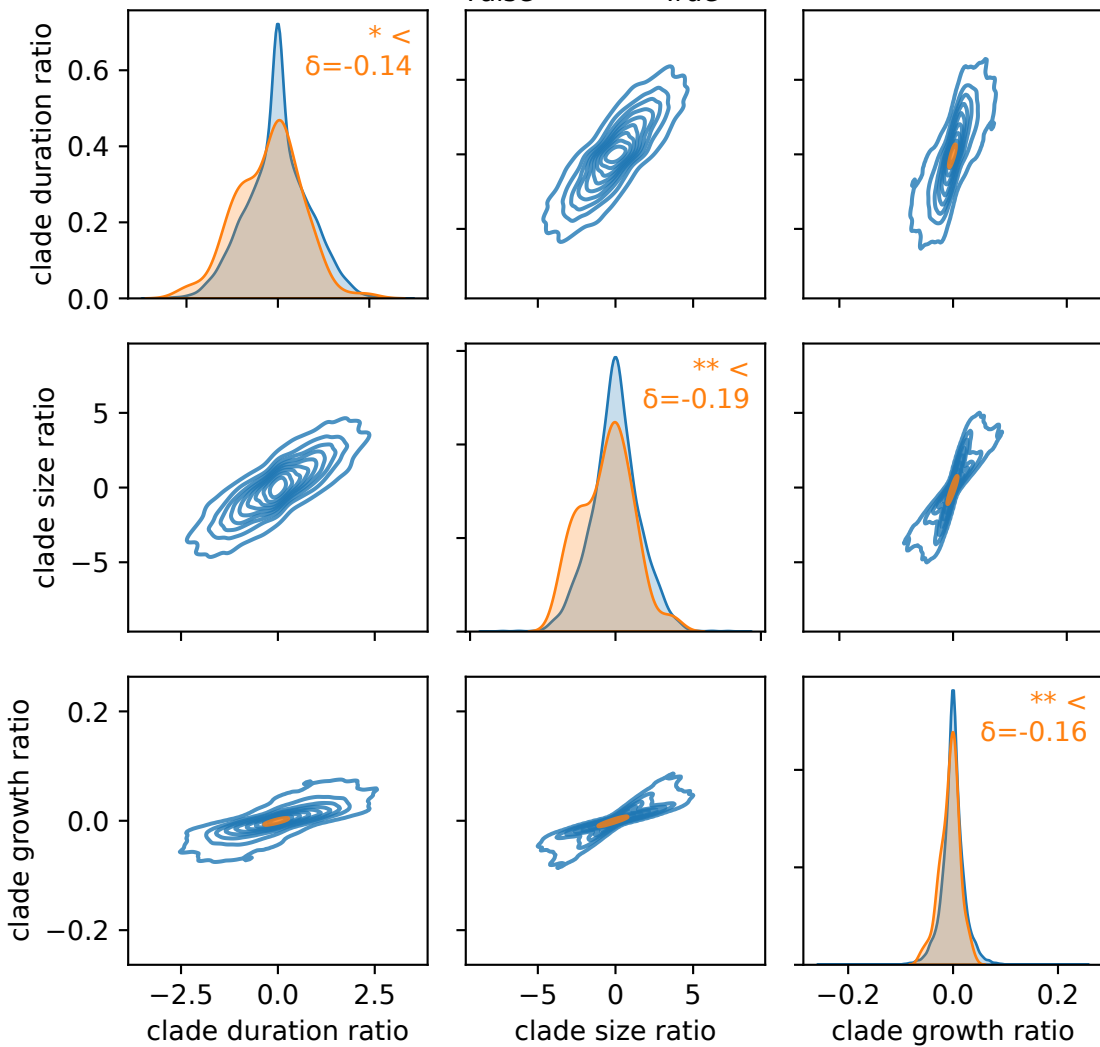 True
clade duration ratio
0.6
0.4
0.2
0.0
* <
δ=-0.14
clade size ratio
5
0
−5
** <
δ=-0.19
clade growth ratio
0.2
0.0
−0.2
** <
δ=-0.16
−2.5
0.0
2.5
−5
0
5
−0.2
0.0
0.2
clade duration ratio
clade size ratio
clade growth ratio